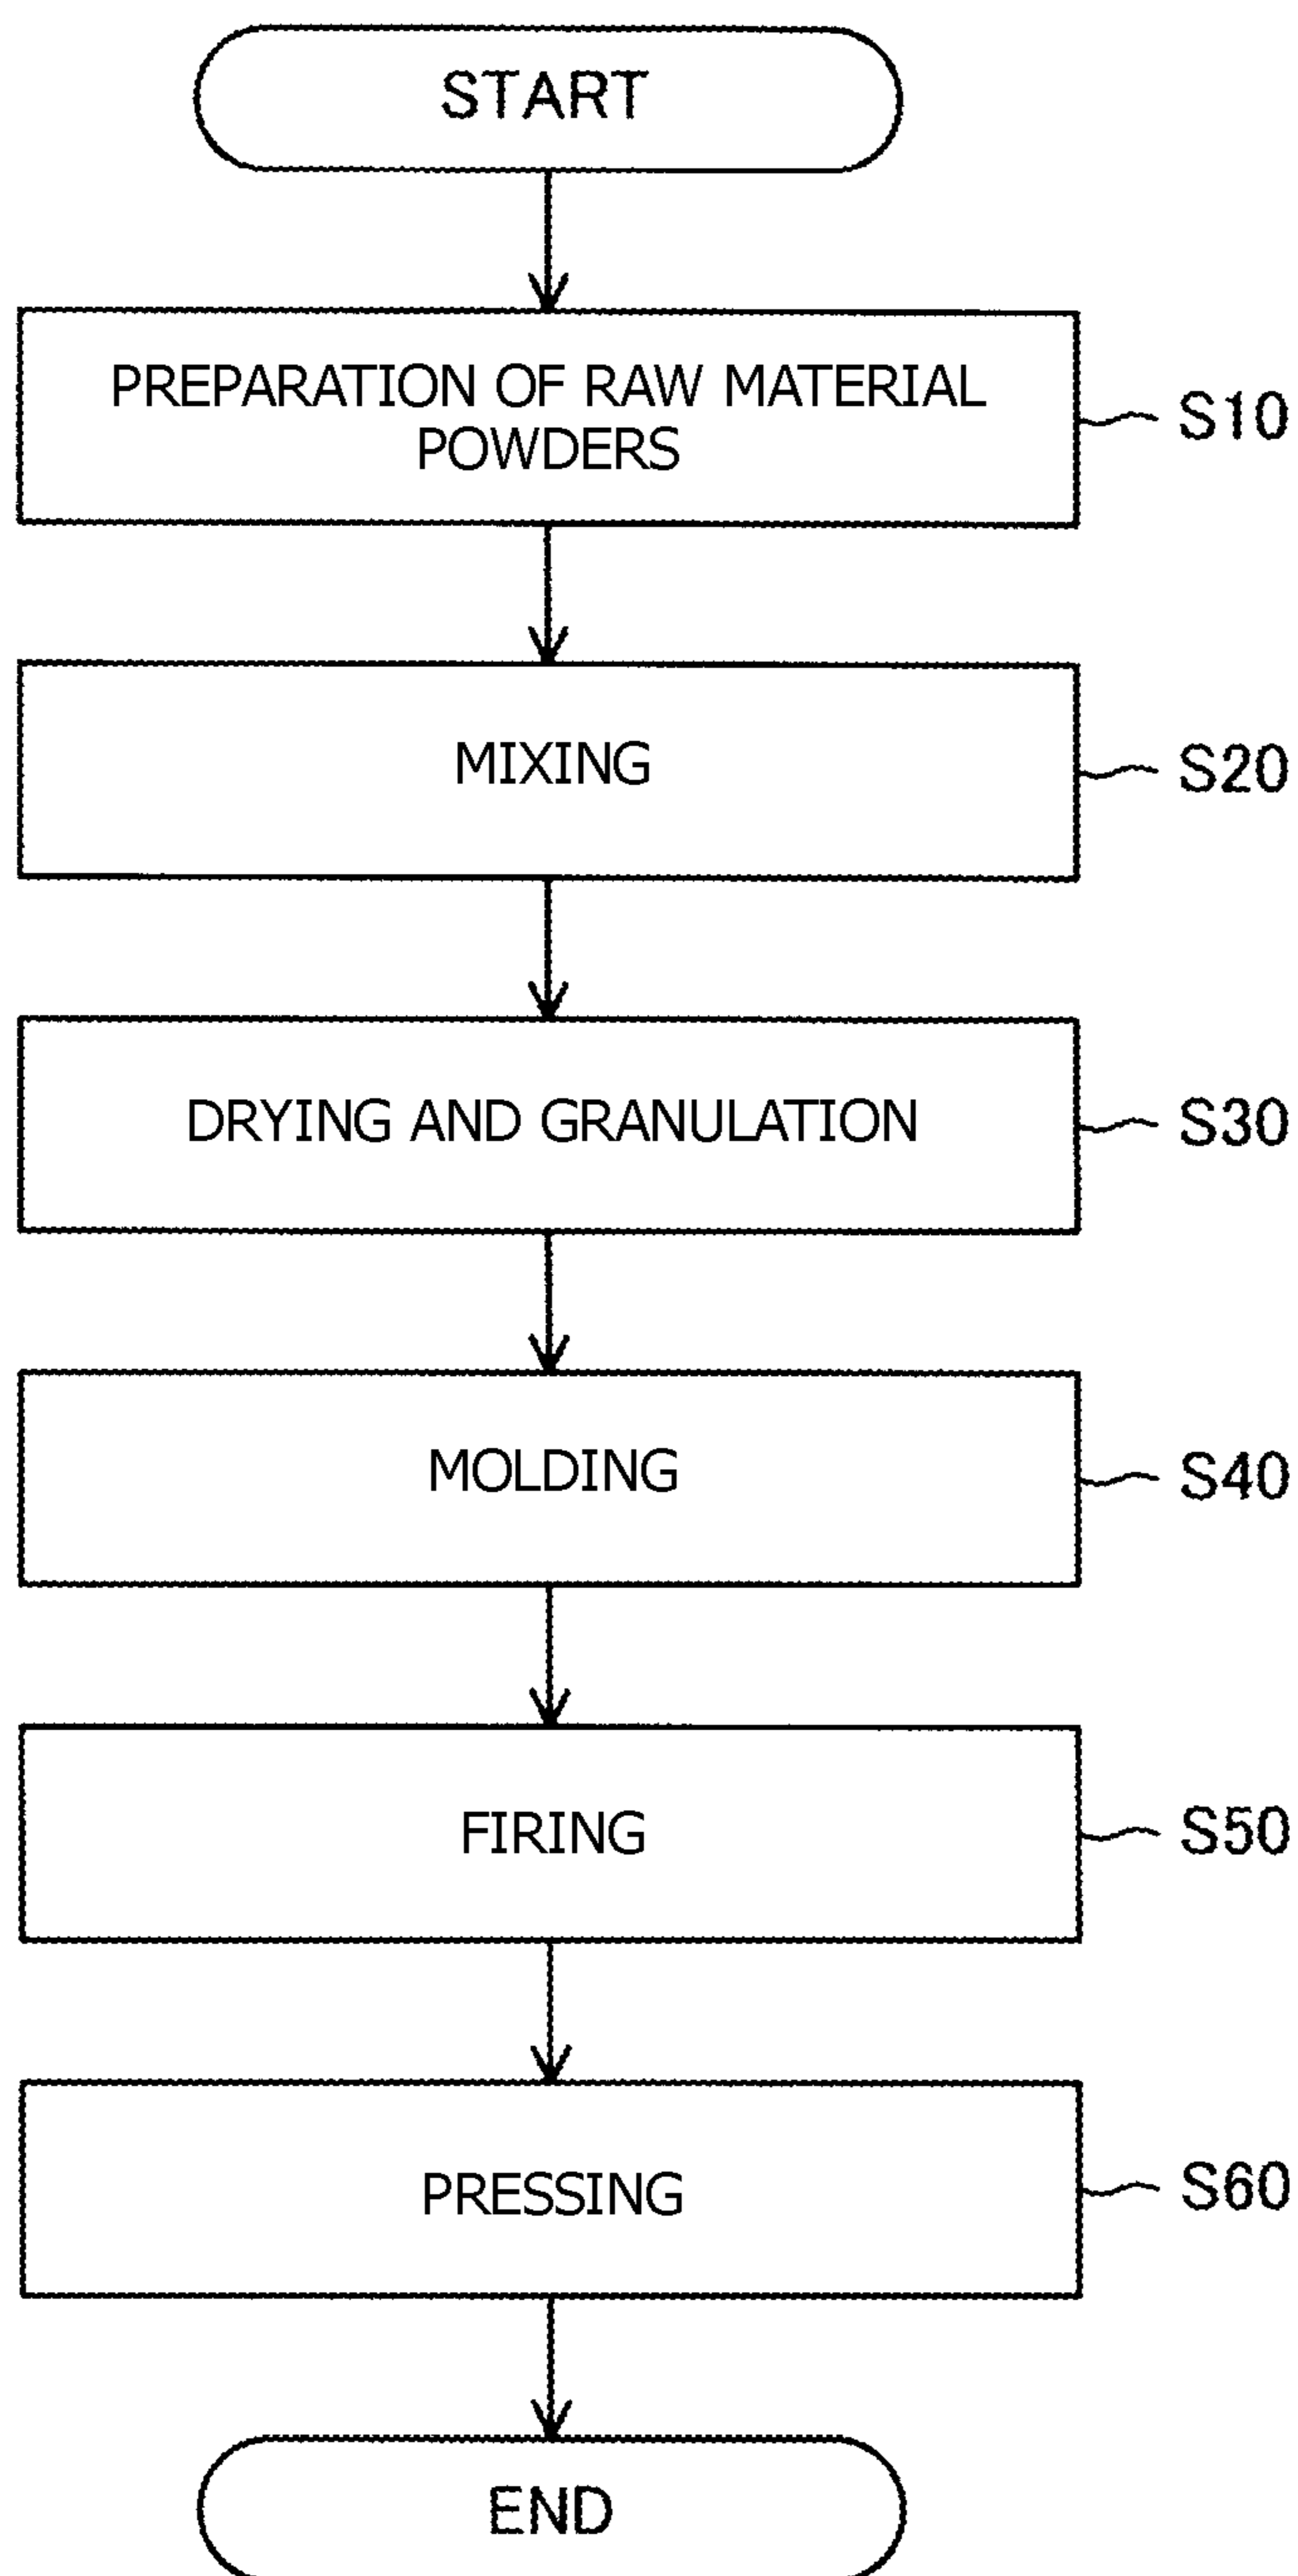 START
PREPARATION OF RAW MATERIAL
POWDERS
S10
MIXING
S20
DRYING AND GRANULATION
S30
MOLDING
S40
FIRING
S50
PRESSING
S60
END